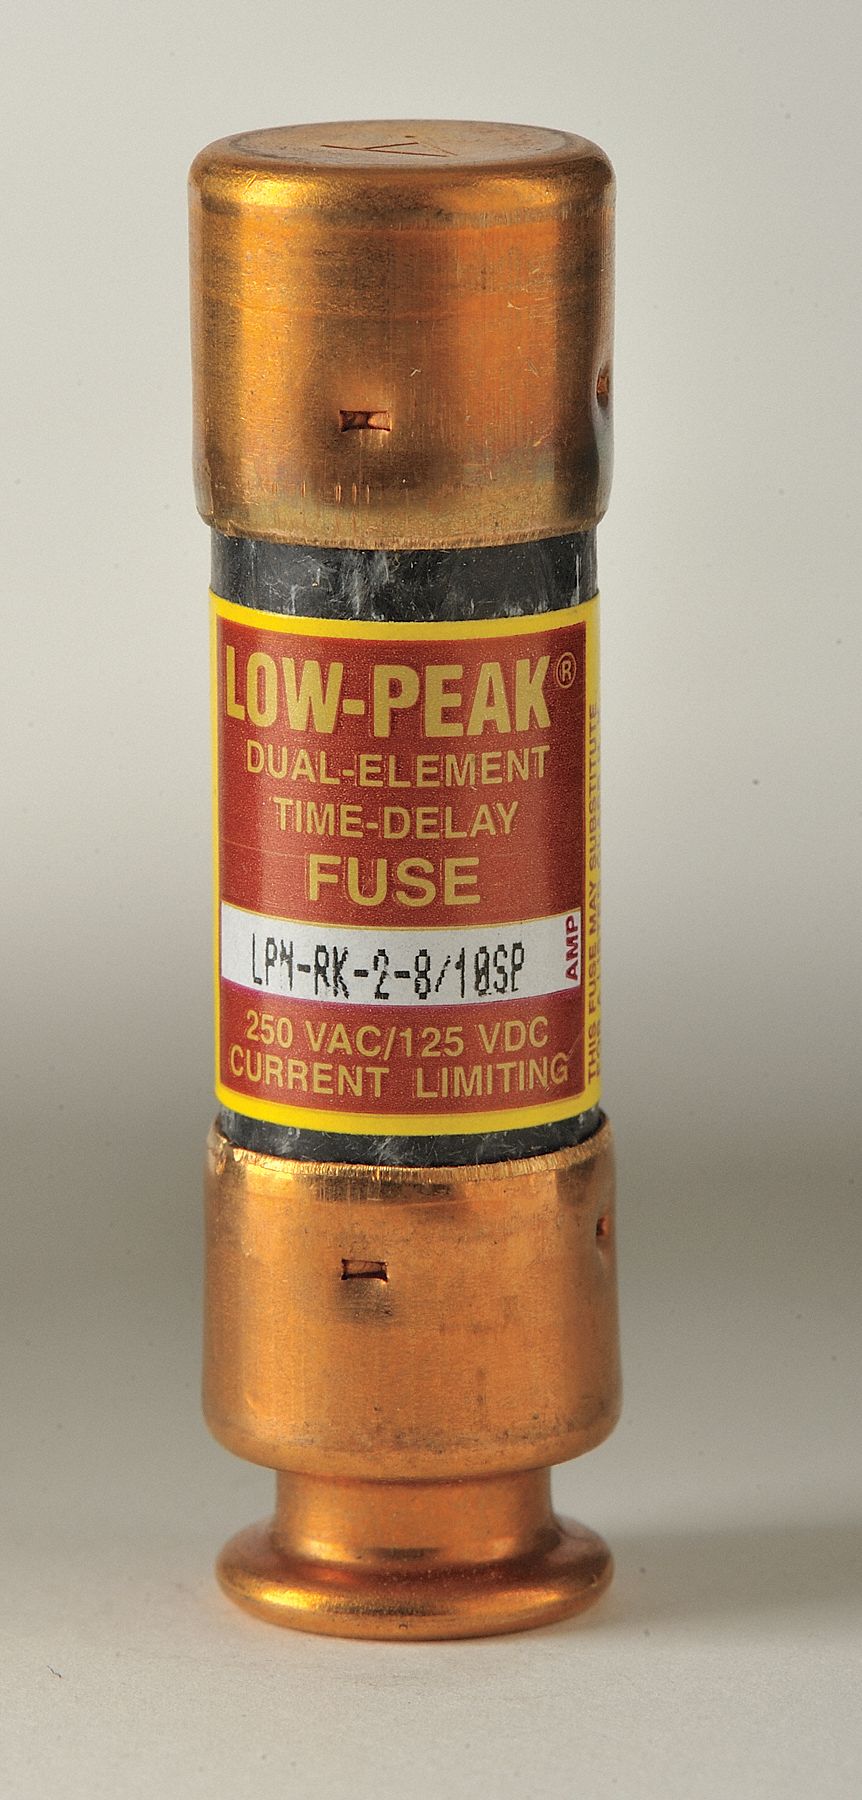 LOW-PEAK®
DUAL-ELEMENT
TIME-DELAY
FUSE
LPN-RK-2-8/10SP
AMP
250 VAC/125 VDC
CURRENT LIMITING
THIS FUSE MAY SUBSTITUTE